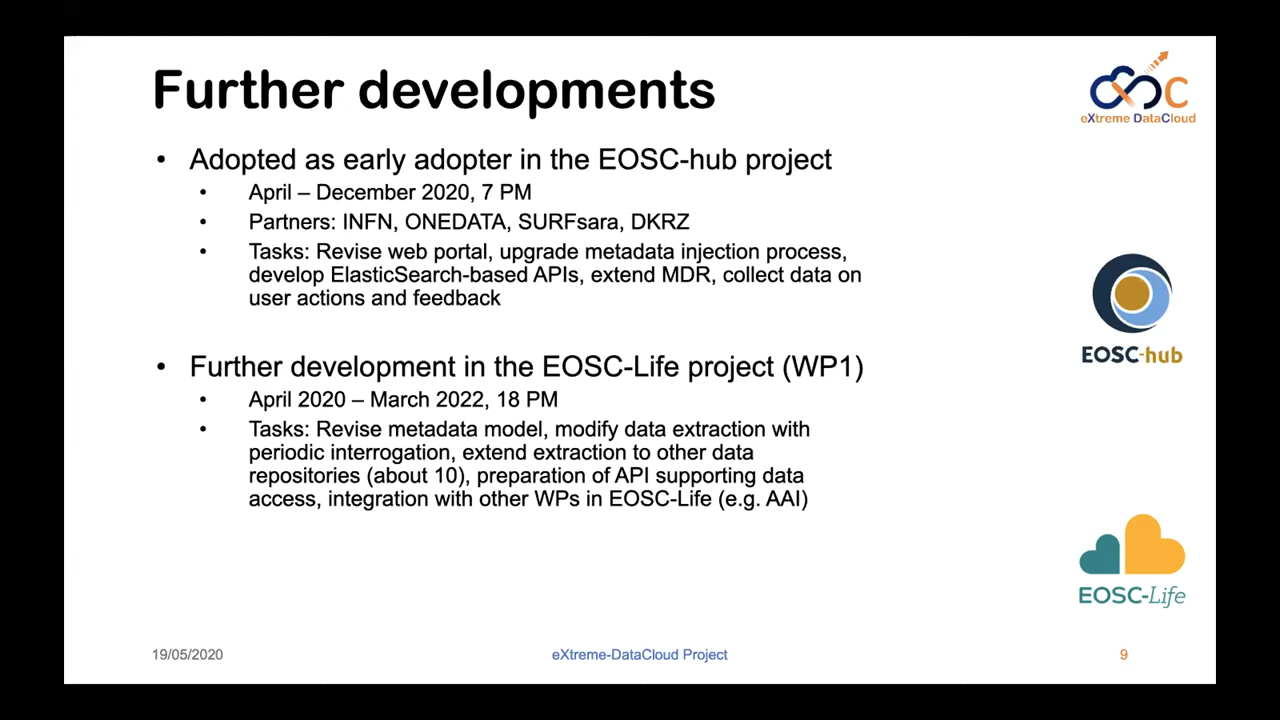 Further developments
eXtreme DataCloud
• Adopted as early adopter in the EOSC-hub project
• April – December 2020, 7 PM
• Partners: INFN, ONEDATA, SURFsara, DKRZ
• Tasks: Revise web portal, upgrade metadata injection process,
develop ElasticSearch-based APIs, extend MDR, collect data on
user actions and feedback
EOSC-hub
• Further development in the EOSC-Life project (WP1)
• April 2020 – March 2022, 18 PM
• Tasks: Revise metadata model, modify data extraction with
periodic interrogation, extend extraction to other data
repositories (about 10), preparation of API supporting data
access, integration with other WPs in EOSC-Life (e.g. AAI)
EOSC-Life
19/05/2020
eXtreme-DataCloud Project
9